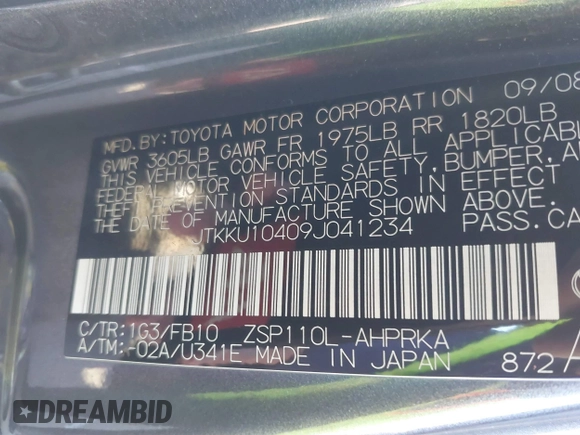 09/08
MFD. BY: TOYOTA MOTOR CORPORATION
GVWR 3605LB GAWR FR 1975LB RR 1820LB
THIS VEHICLE CONFORMS TO ALL APPLICABLE
FEDERAL MOTOR VEHICLE SAFETY, BUMPER, AN
THEFT PREVENTION STANDARDS IN EFFECT
DATE OF MANUFACTURE SHOWN ABOVE.
JTKKU10409J041234 PASS.CA
C/TR:1G3/FB10 ZSP110L-AHPRKA
A/TM:-02A/U341E MADE IN JAPAN 872
DREAMBID